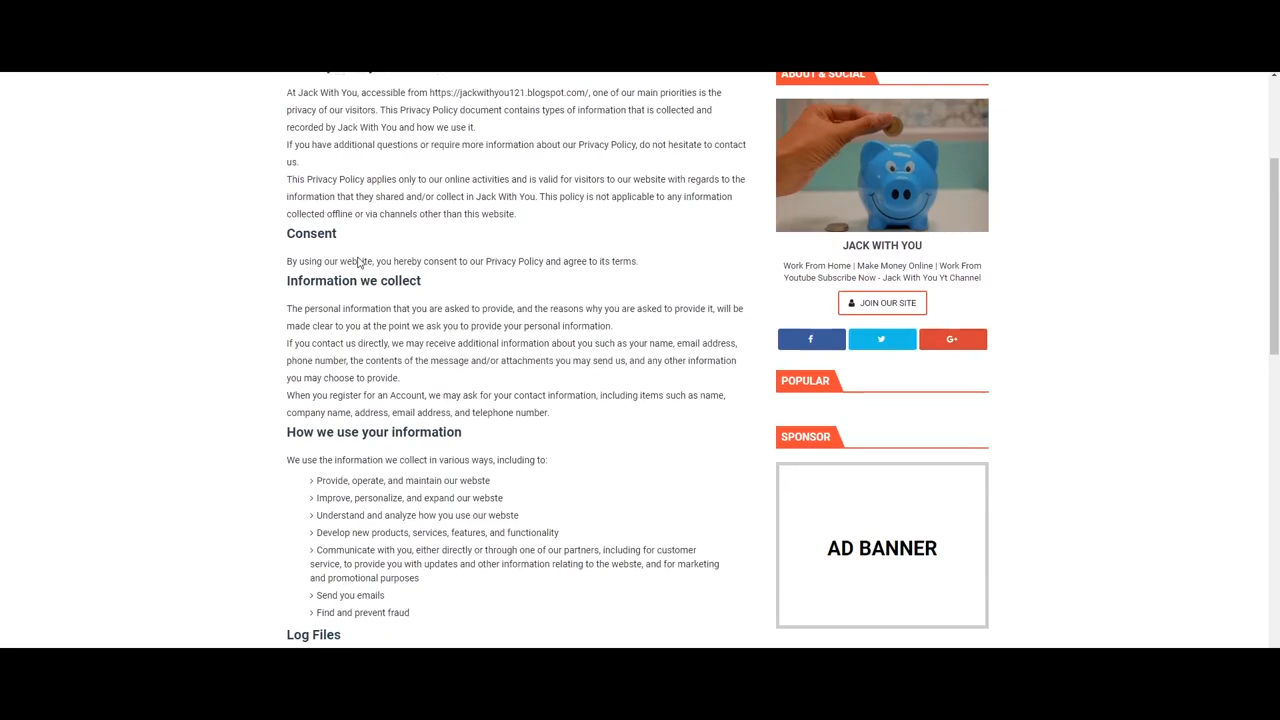 At Jack With You, accessible from https://jackwithyou121.blogspot.com/, one of our main priorities is the
privacy of our visitors. This Privacy Policy document contains types of information that is collected and
recorded by Jack With You and how we use it.
If you have additional questions or require more information about our Privacy Policy, do not hesitate to contact
us.
This Privacy Policy applies only to our online activities and is valid for visitors to our website with regards to the
information that they shared and/or collect in Jack With You. This policy is not applicable to any information
collected offline or via channels other than this website.
Consent
By using our website, you hereby consent to our Privacy Policy and agree to its terms.
Information we collect
The personal information that you are asked to provide, and the reasons why you are asked to provide it, will be
made clear to you at the point we ask you to provide your personal information.
If you contact us directly, we may receive additional information about you such as your name, email address,
phone number, the contents of the message and/or attachments you may send us, and any other information
you may choose to provide.
When you register for an Account, we may ask for your contact information, including items such as name,
company name, address, email address, and telephone number.
How we use your information
We use the information we collect in various ways, including to:
Provide, operate, and maintain our webste
Improve, personalize, and expand our webste
Understand and analyze how you use our webste
Develop new products, services, features, and functionality
Communicate with you, either directly or through one of our partners, including for customer
service, to provide you with updates and other information relating to the webste, and for marketing
and promotional purposes
Send you emails
Find and prevent fraud
Log Files
ABOUT & SOCIAL
JACK WITH YOU
Work From Home | Make Money Online | Work From
Youtube Subscribe Now - Jack With You Yt Channel
JOIN OUR SITE
POPULAR
SPONSOR
AD BANNER